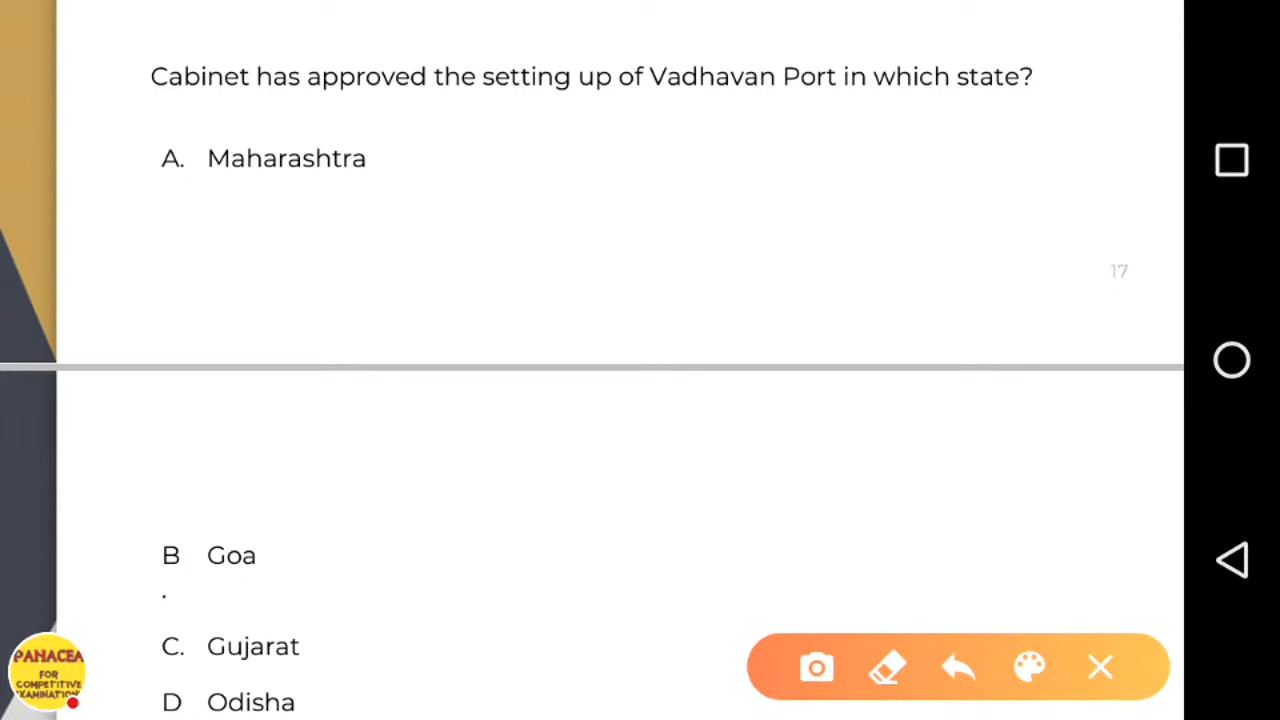 Cabinet has approved the setting up of Vadhavan Port in which state?
A. Maharashtra
17
B Goa
.
C. Gujarat
D Odisha
PANACEA
FOR
COMPETITIVE
EXAMINATION